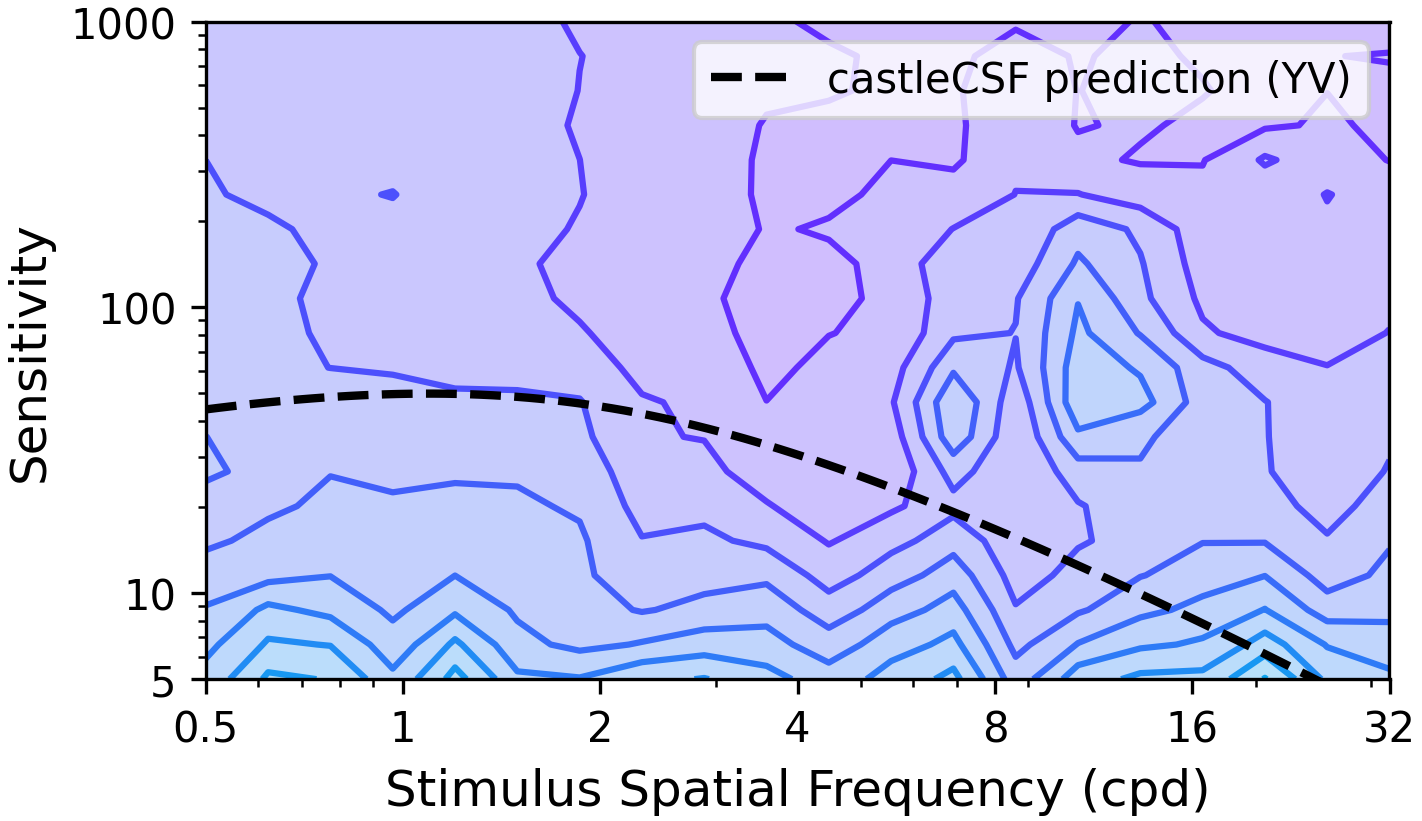 1000
100
10
5
Sensitivity
castleCSF prediction (YV)
0.5 1 2 4 8 16 32
Stimulus Spatial Frequency (cpd)